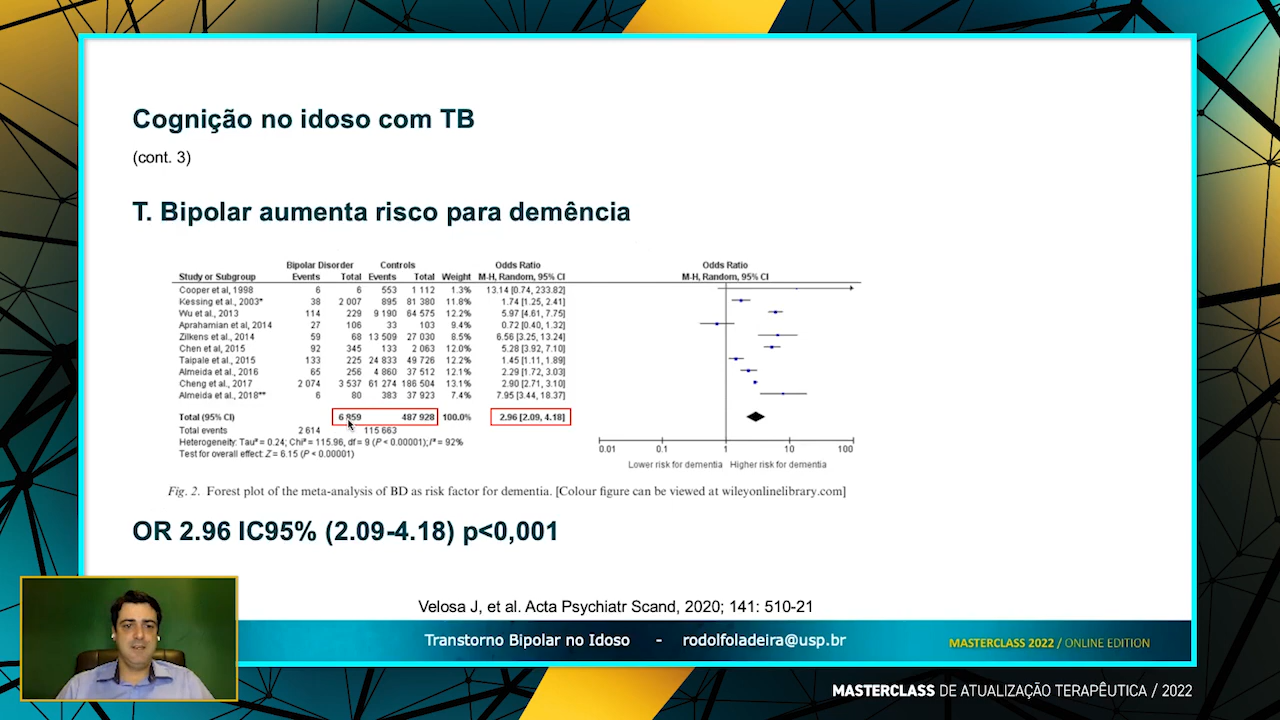 Cognição no idoso com TB
(cont. 3)
T. Bipolar aumenta risco para demência
Bipolar Disorder Controls Odds Ratio Odds Ratio
Study or Subgroup Events Total Events Total Weight M-H, Random, 95% CI M-H, Random, 95% CI
Cooper et al, 1998 6 6 553 1 112 1.3% 13.14 [0.74, 233.82]
Kessing et al., 2003* 38 2 007 895 81 380 11.8% 1.74 [1.25, 2.41]
Wu et al., 2013 114 229 9 190 64 575 12.2% 5.97 [4.61, 7.75]
Aprahamian et al, 2014 27 106 33 103 9.4% 0.72 [0.40, 1.32]
Zilkens et al., 2014 59 68 13 509 27 030 8.5% 6.56 [3.25, 13.24]
Chen et al, 2015 92 345 133 2 063 12.0% 5.28 [3.92, 7.10]
Taipale et al., 2015 133 225 24 833 49 726 12.2% 1.45 [1.11, 1.89]
Almeida et al., 2016 65 256 4 860 37 512 12.1% 2.29 [1.72, 3.03]
Cheng et al., 2017 2 074 3 537 61 274 186 504 13.1% 2.90 [2.71, 3.10]
Almeida et al., 2018** 6 80 383 37 923 7.4% 7.95 [3.44, 18.37]
Total (95% CI) 6 859 487 928 100.0% 2.96 [2.09, 4.18]
Total events 2 614 115 663
Heterogeneity: Tau² = 0.24; Chi² = 115.96, df = 9 (P < 0.00001); I² = 92%
Test for overall effect: Z = 6.15 (P < 0.00001)
0.01 0.1 1 10 100
Lower risk for dementia Higher risk for dementia
Fig. 2. Forest plot of the meta-analysis of BD as risk factor for dementia. [Colour figure can be viewed at wileyonlinelibrary.com]
OR 2.96 IC95% (2.09-4.18) p<0,001
Velosa J, et al. Acta Psychiatr Scand, 2020; 141: 510-21
Transtorno Bipolar no Idoso - rodolfoladeira@usp.br
MASTERCLASS 2022 / ONLINE EDITION
MASTERCLASS DE ATUALIZAÇÃO TERAPÊUTICA / 2022